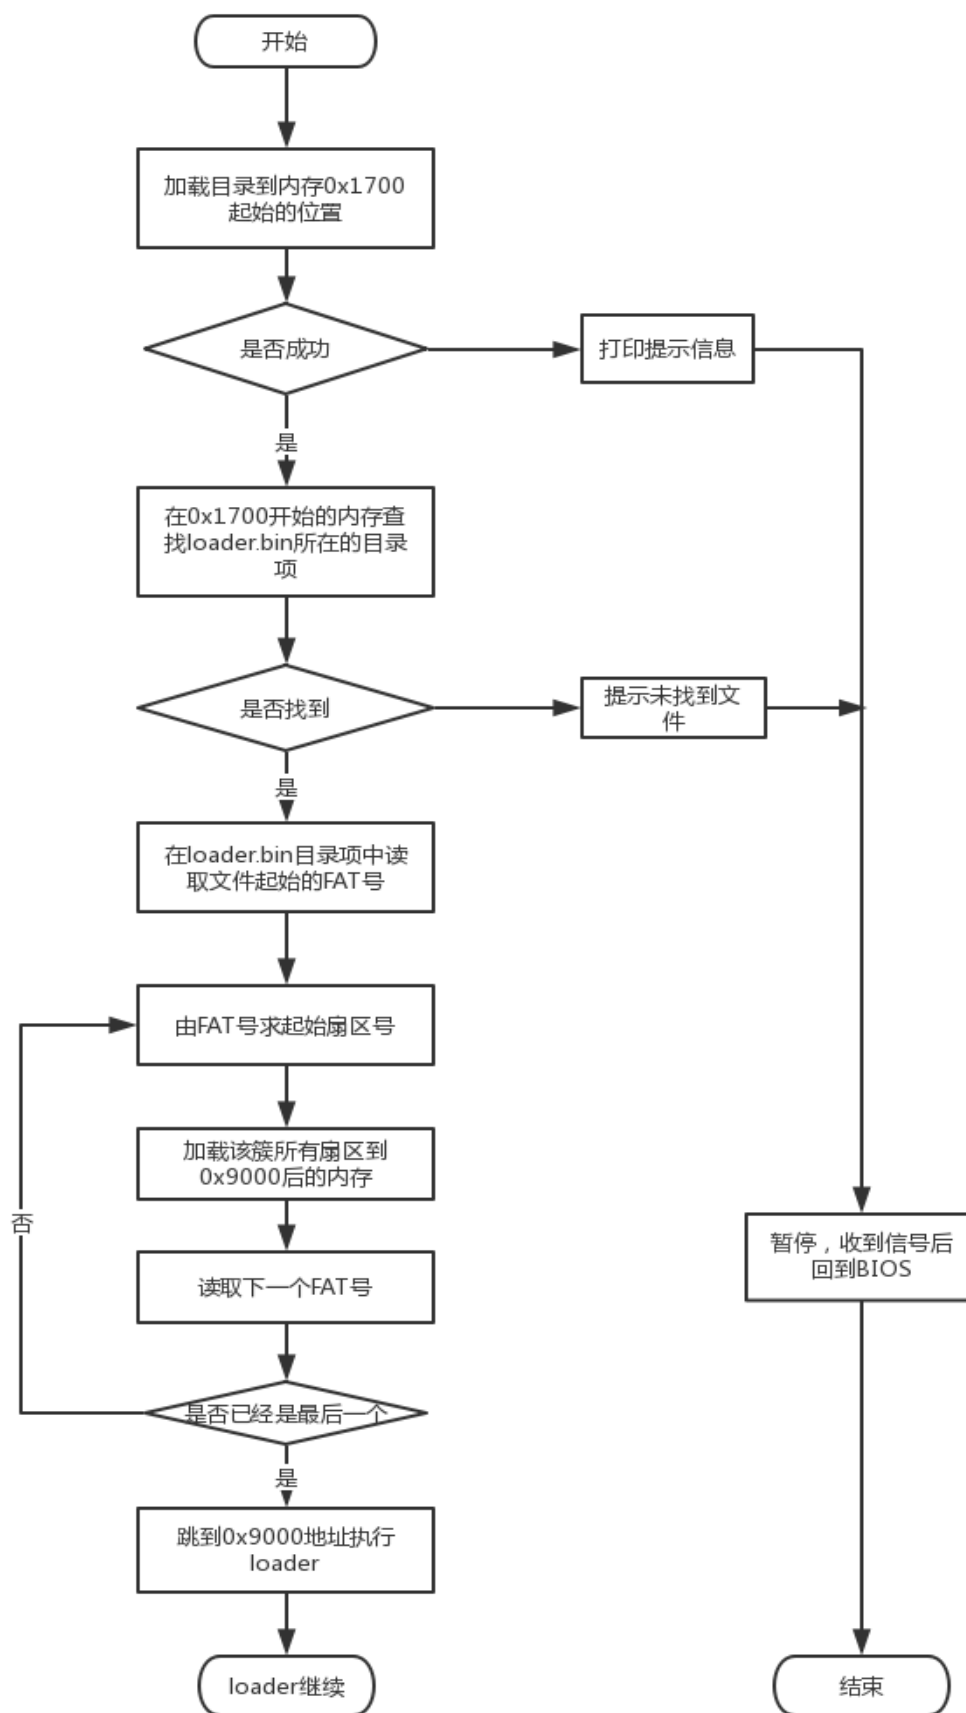 开始
加载目录到内存0x1700
起始的位置
是否成功
打印提示信息
是
在0x1700开始的内存查
找loader.bin所在的目录
项
是否找到
提示未找到文
件
是
在loader.bin目录项中读
取文件起始的FAT号
由FAT号求起始扇区号
加载该簇所有扇区到
0x9000后的内存
否
暂停，收到信号后
回到BIOS
读取下一个FAT号
是否已经是最后一个
是
跳到0x9000地址执行
loader
loader继续
结束